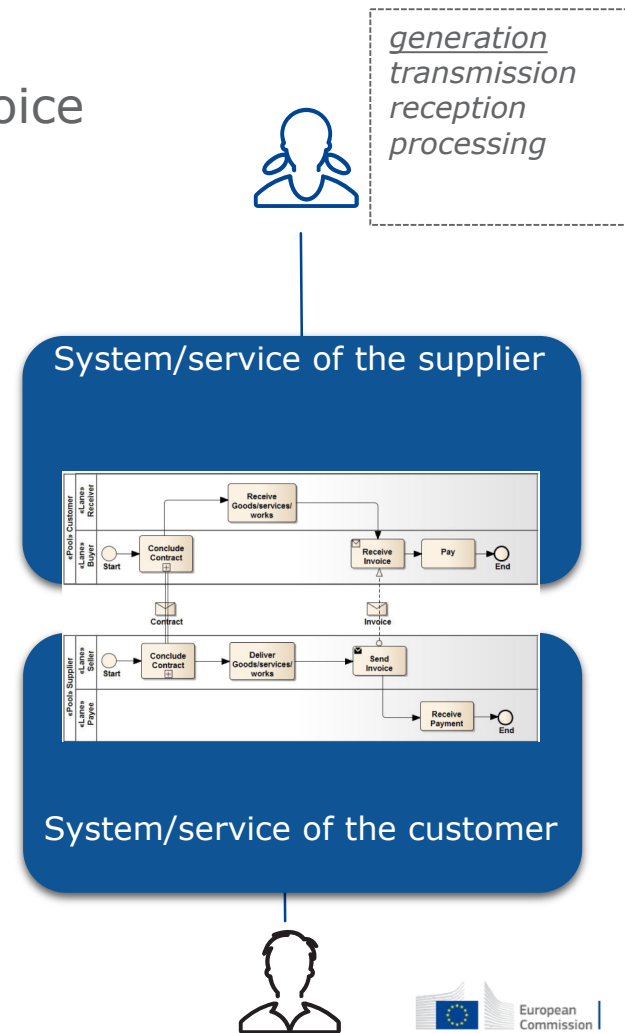 generation
transmission
reception
processing
oice
System/service of the supplier
«Pool» Customer
«Lane»
Receiver
Receive
Goods/services/
works
«Lane»
Buyer
Start
Conclude
Contract
Receive
Invoice
Pay
End
Contract
Invoice
«Pool» Supplier
«Lane»
Seller
Start
Conclude
Contract
Deliver
Goods/services/
works
Send
Invoice
«Lane»
Payee
Receive
Payment
End
System/service of the customer
European
Commission